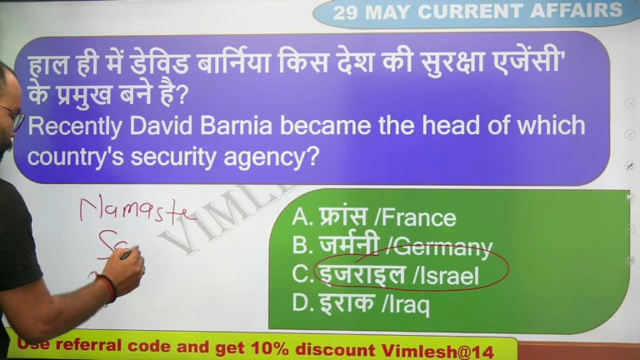 29 MAY CURRENT AFFAIRS
हाल ही में डेविड बार्निया किस देश की सुरक्षा एजेंसी'
के प्रमुख बने है?
Recently David Barnia became the head of which
country's security agency?
Namaste
A. फ्रांस /France
B. जर्मनी /Germany
C. इजराइल /Israel
D. इराक /Iraq
Use referral code and get 10% discount Vimlesh@14